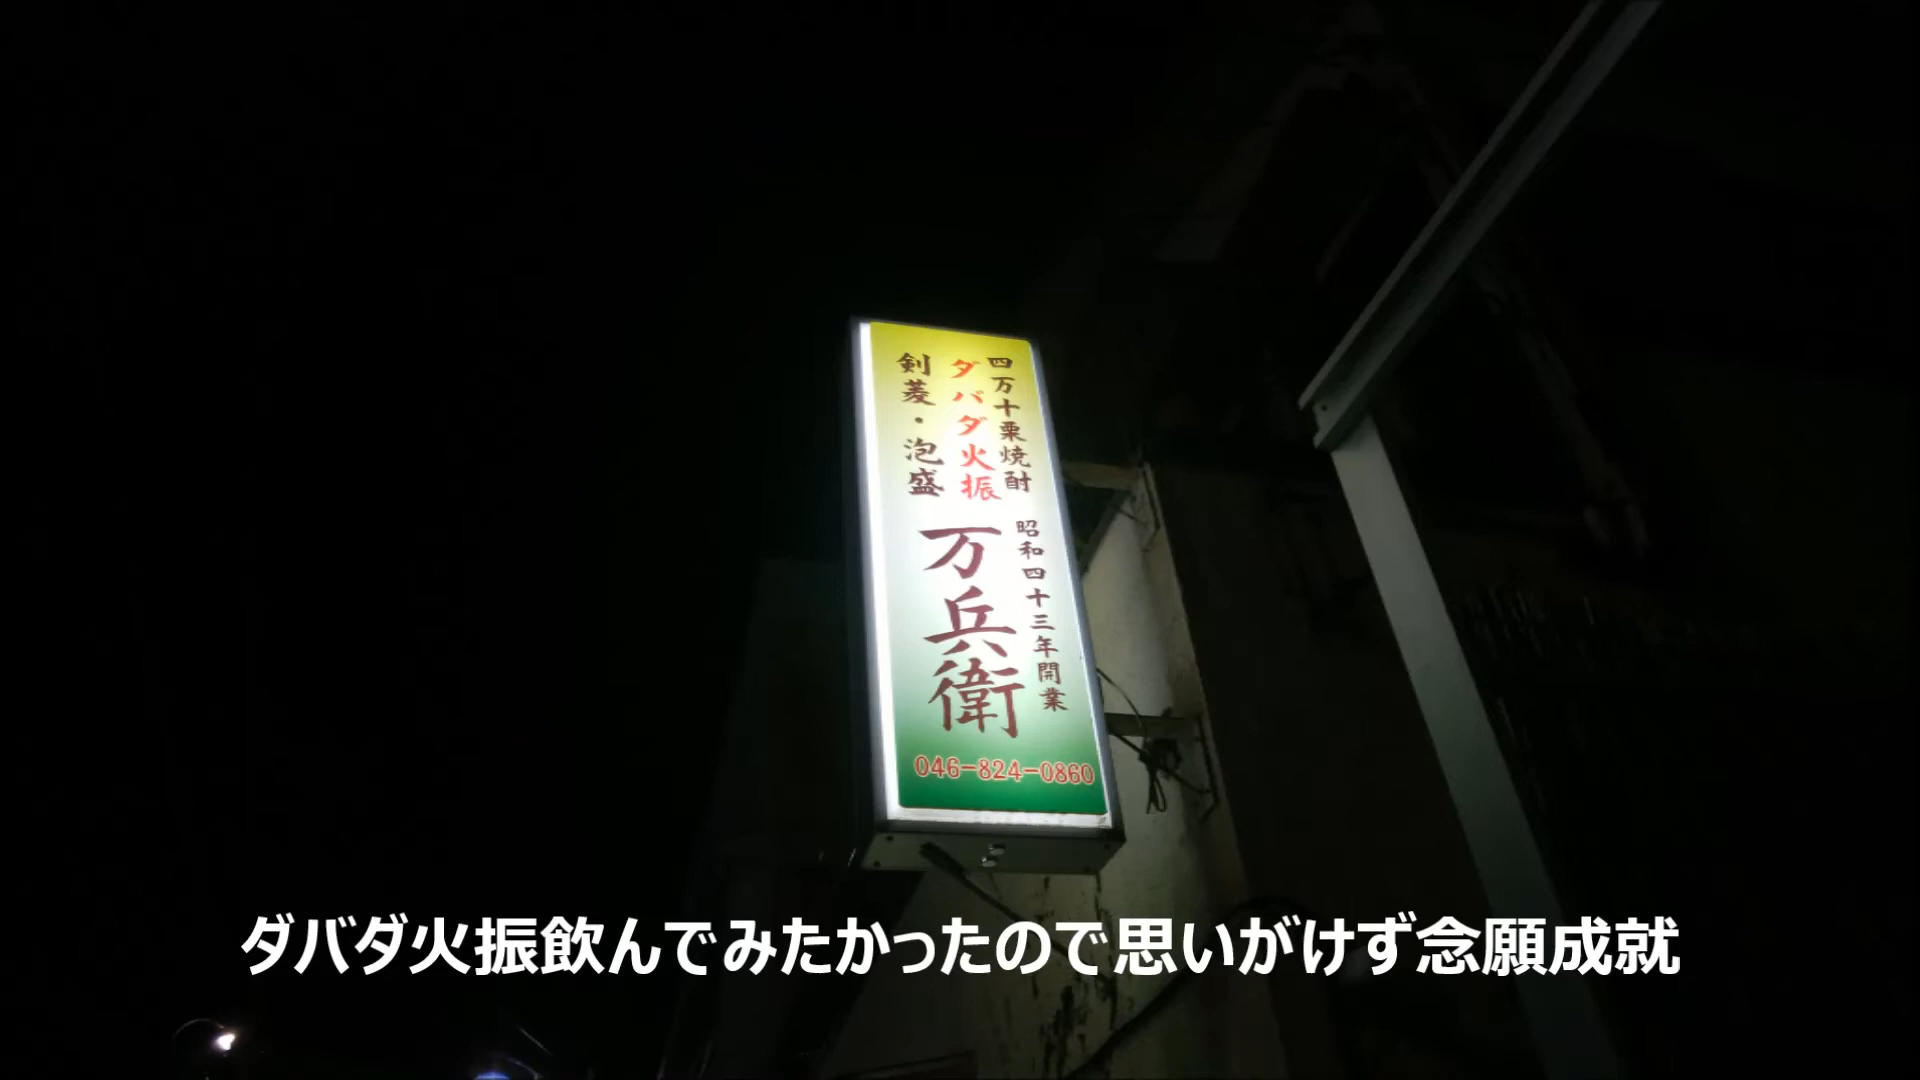 四万十栗焼酎
ダバダ火振
剣菱・泡盛
昭和四十三年開業
万兵衛
046-824-0860
ダバダ火振飲んでみたかったので思いがけず念願成就